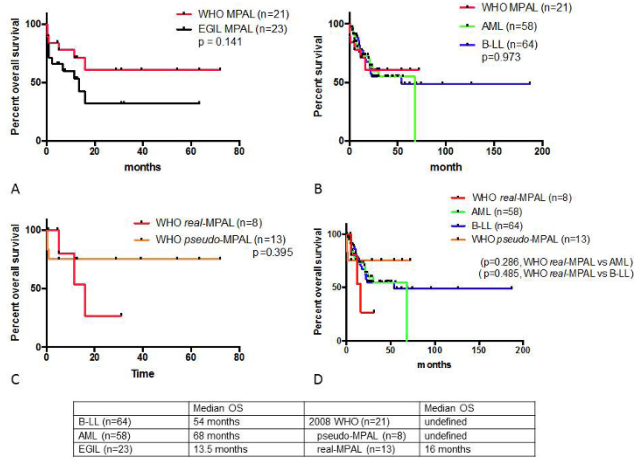 WHO MPAL (n=21)
EGIL MPAL (n=23)
p = 0.141
Percent overall survival
100
50
0
0 20 40 60 80
months
A
WHO MPAL (n=21)
AML (n=58)
B-LL (n=64)
p=0.973
Percent survival
100
50
0
0 50 100 150 200
month
B
WHO real-MPAL (n=8)
WHO pseudo-MPAL (n=13)
p=0.395
Percent overall survival
100
50
0
0 20 40 60 80
Time
C
WHO real-MPAL (n=8)
AML (n=58)
B-LL (n=64)
WHO pseudo-MPAL (n=13)
(p=0.286, WHO real-MPAL vs AML)
( p=0.485, WHO real-MPAL vs B-LL)
Percent overall survival
100
50
0
0 50 100 150 200
months
D
Median OS Median OS
B-LL (n=64) 54 months 2008 WHO (n=21) undefined
AML (n=58) 68 months pseudo-MPAL (n=8) undefined
EGIL (n=23) 13.5 months real-MPAL (n=13) 16 months